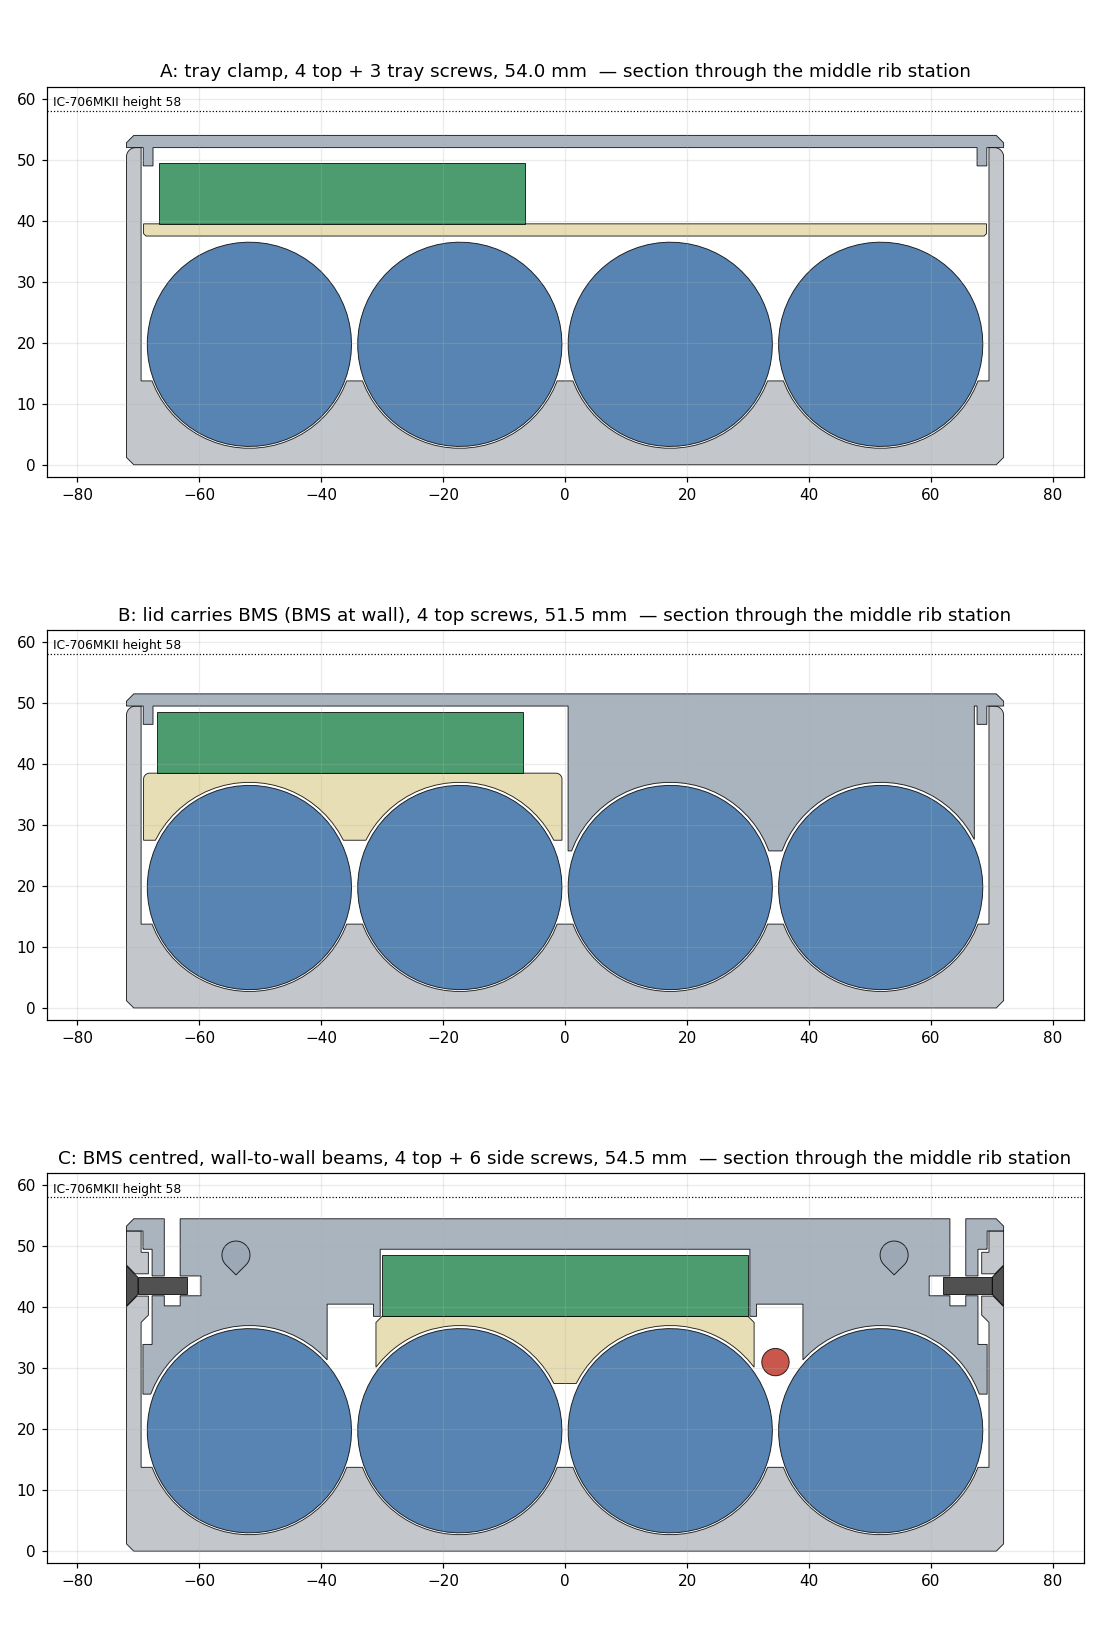 A: tray clamp, 4 top + 3 tray screws, 54.0 mm  — section through the middle rib station
60
IC-706MKII height 58
50
40
30
20
10
0
−80 −60 −40 −20 0 20 40 60 80
B: lid carries BMS (BMS at wall), 4 top screws, 51.5 mm  — section through the middle rib station
60
IC-706MKII height 58
50
40
30
20
10
0
−80 −60 −40 −20 0 20 40 60 80
C: BMS centred, wall-to-wall beams, 4 top + 6 side screws, 54.5 mm  — section through the middle rib station
60
IC-706MKII height 58
50
40
30
20
10
0
−80 −60 −40 −20 0 20 40 60 80